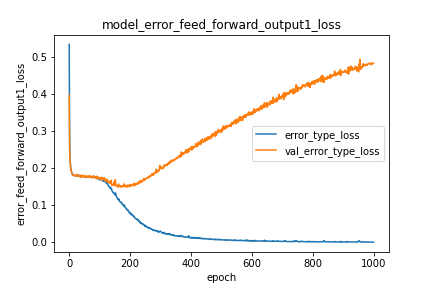 model_error_feed_forward_output1_loss
error_feed_forward_output1_loss
0.5
0.4
0.3
0.2
0.1
0.0
error_type_loss
val_error_type_loss
0 200 400 600 800 1000
epoch